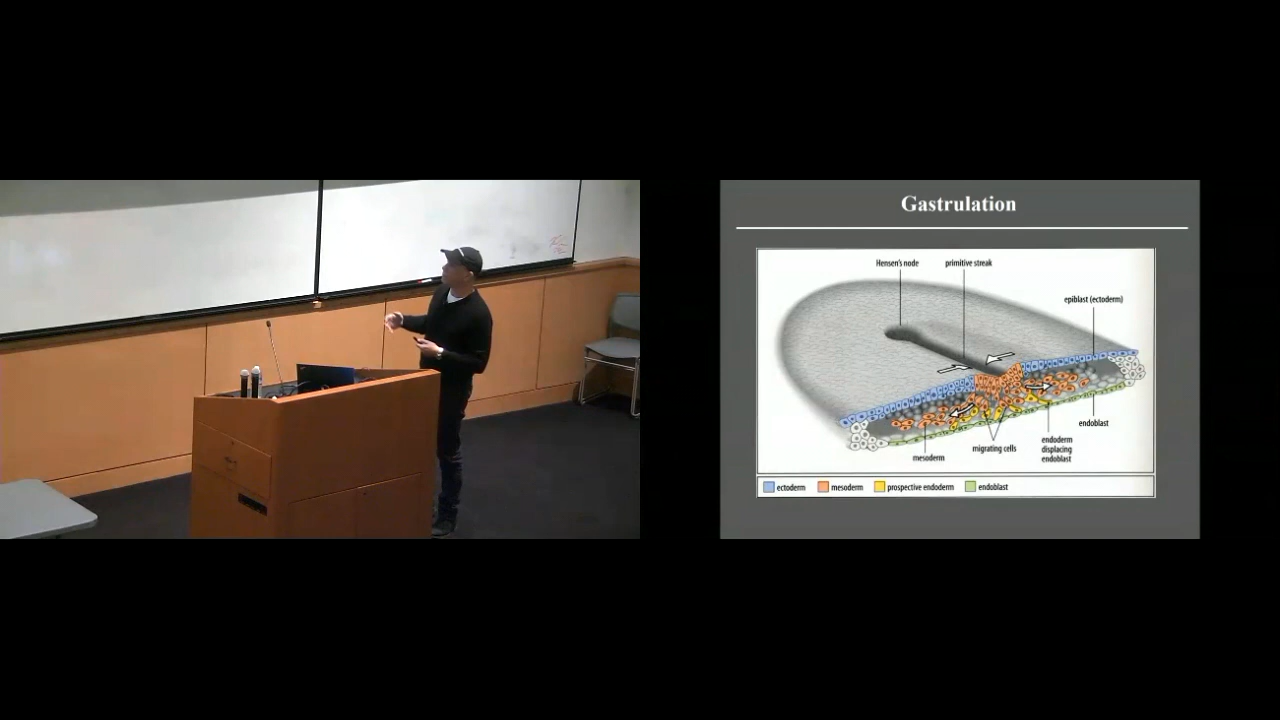 Gastrulation
Hensen's node
primitive streak
epiblast (ectoderm)
endoblast
endoderm
displacing
endoblast
migrating cells
mesoderm
ectoderm
mesoderm
prospective endoderm
endoblast